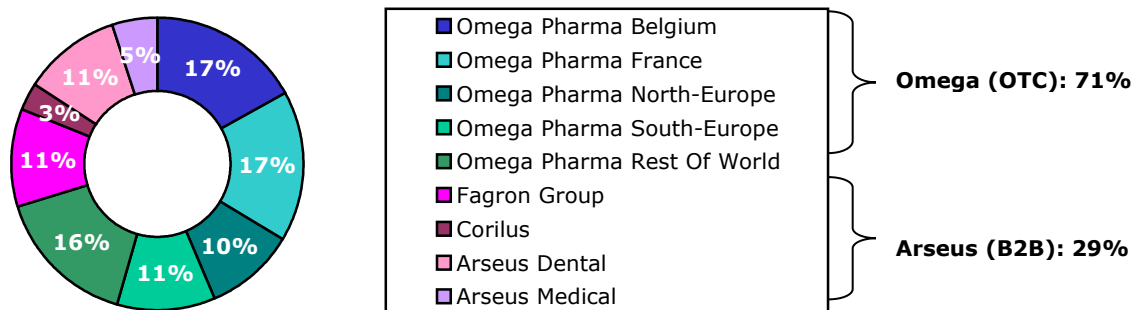 5%
17%
11%
3%
11%
17%
16%
11%
10%
Omega Pharma Belgium
Omega Pharma France
Omega Pharma North-Europe
Omega Pharma South-Europe
Omega Pharma Rest Of World
Fagron Group
Corilus
Arseus Dental
Arseus Medical
Omega (OTC): 71%
Arseus (B2B): 29%